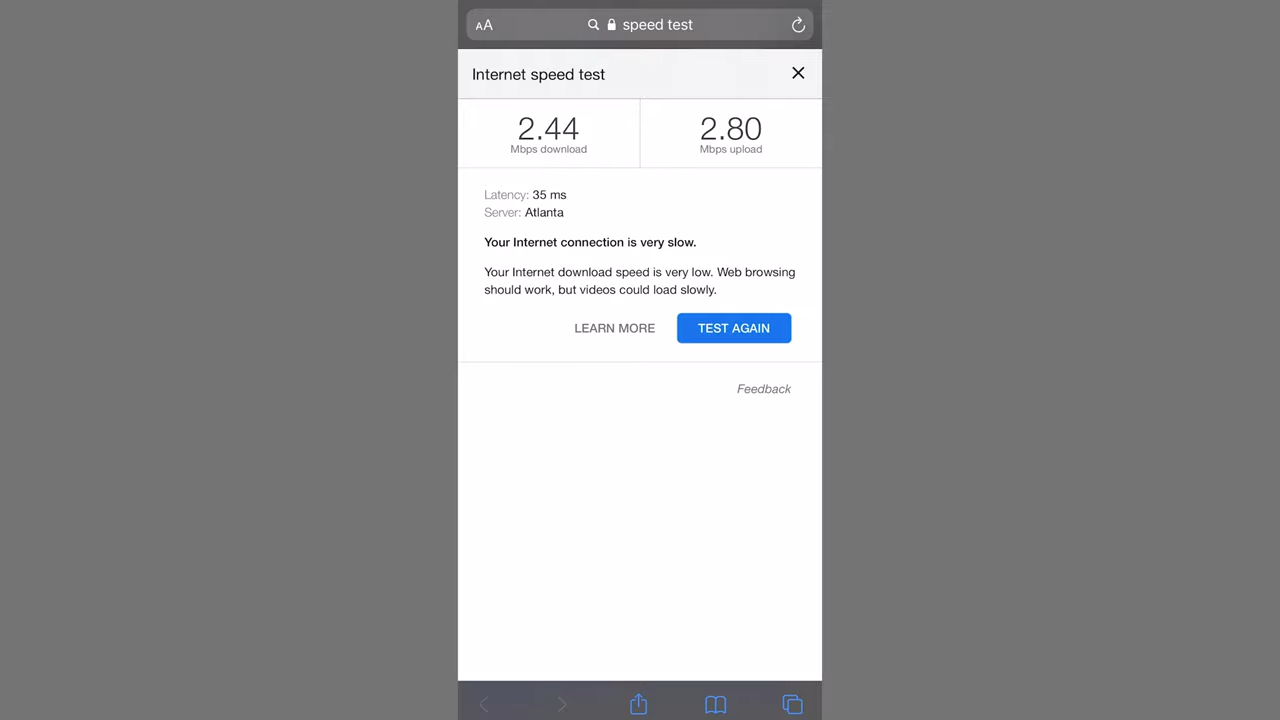 AA speed test
Internet speed test
2.44 2.80
Mbps download Mbps upload
Latency: 35 ms
Server: Atlanta
Your Internet connection is very slow.
Your Internet download speed is very low. Web browsing
should work, but videos could load slowly.
LEARN MORE TEST AGAIN
Feedback